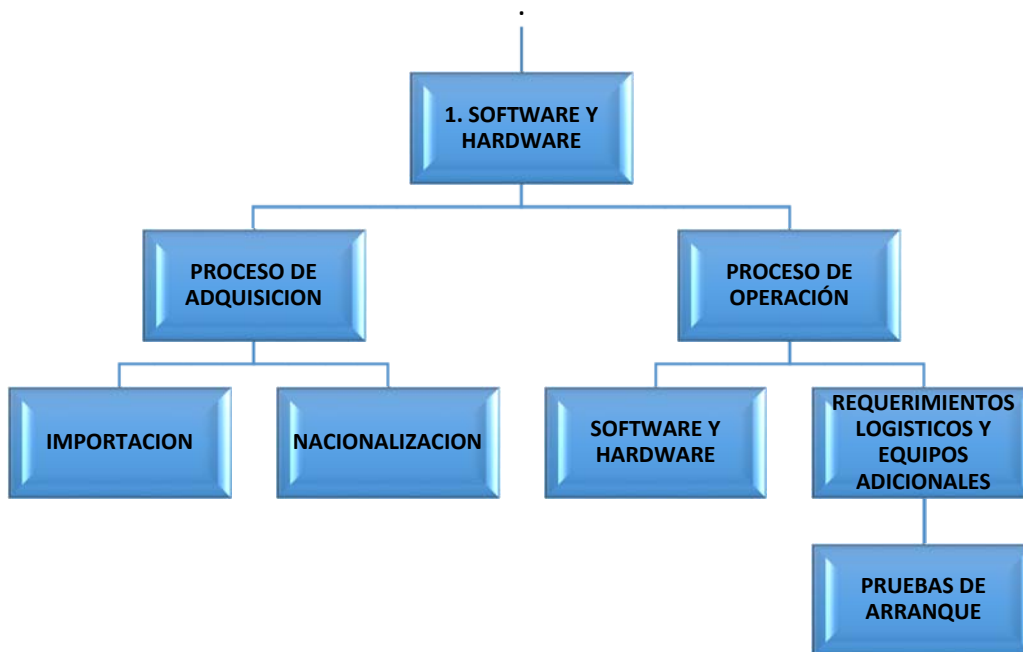 .
1. SOFTWARE Y
HARDWARE
PROCESO DE
ADQUISICION
PROCESO DE
OPERACIÓN
IMPORTACION
NACIONALIZACION
SOFTWARE Y
HARDWARE
REQUERIMIENTOS
LOGISTICOS Y
EQUIPOS
ADICIONALES
PRUEBAS DE
ARRANQUE